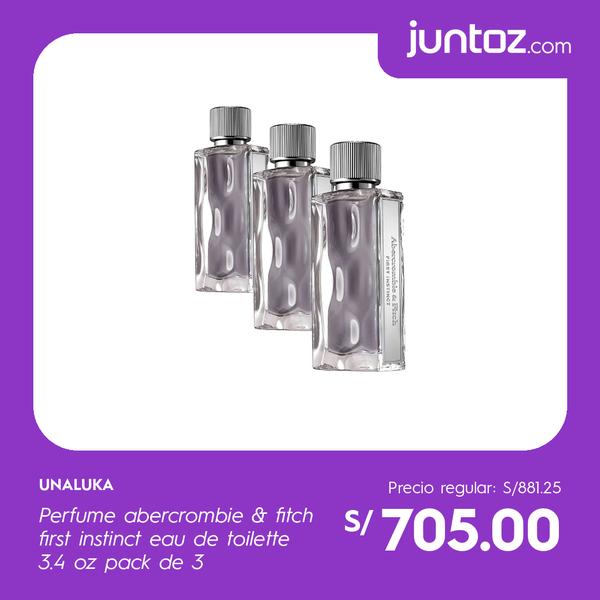 juntoz.com
Abercrombie & Fitch
FIRST INSTINCT
UNALUKA
Perfume abercrombie & fitch
first instinct eau de toilette
3.4 oz pack de 3
Precio regular: S/881.25
S/ 705.00